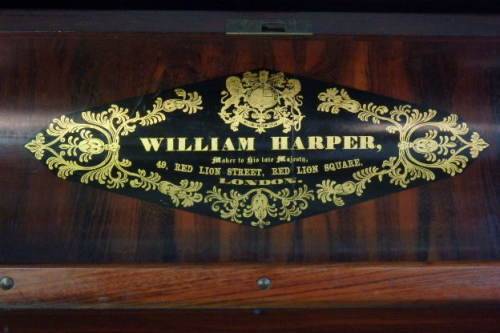 WILLIAM HARPER,
Maker to His late Majesty,
49, RED LION STREET, RED LION SQUARE,
LONDON.